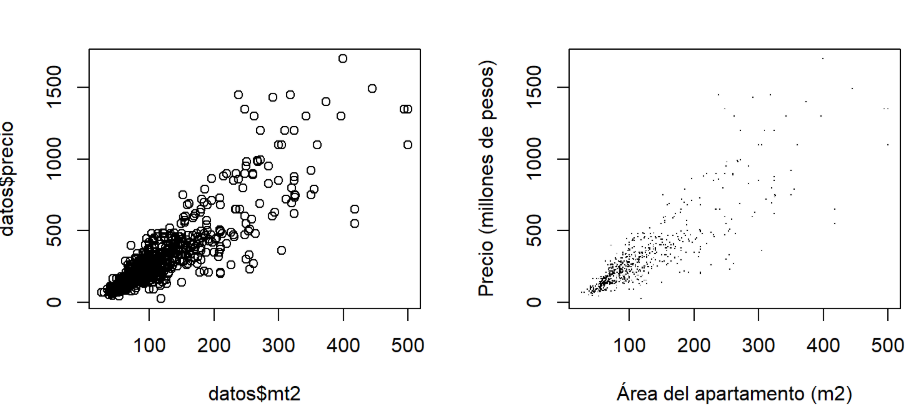 datos$precio
1500
1000
500
0
100 200 300 400 500
datos$mt2
Precio (millones de pesos)
1500
1000
500
0
100 200 300 400 500
Área del apartamento (m2)